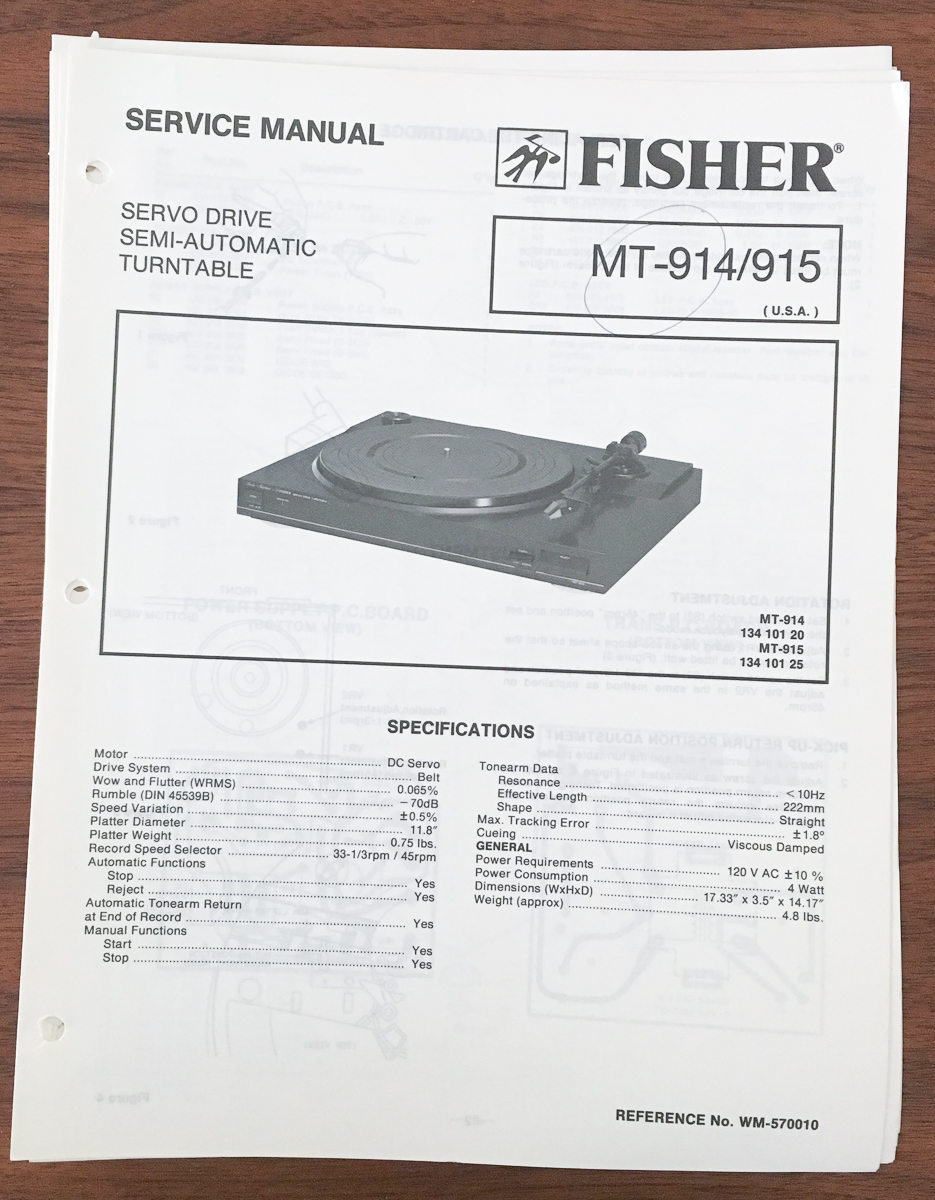 SERVICE MANUAL
FISHER®
SERVO DRIVE
SEMI-AUTOMATIC
TURNTABLE
MT-914/915
( U.S.A. )
MT-914
134 101 20
MT-915
134 101 25
SPECIFICATIONS
Motor ........ DC Servo
Drive System ........ Belt
Wow and Flutter (WRMS) ........ 0.065%
Rumble (DIN 45539B) ........ −70dB
Speed Variation ........ ±0.5%
Platter Diameter ........ 11.8″
Platter Weight ........ 0.75 lbs.
Record Speed Selector ........ 33-1/3rpm / 45rpm
Automatic Functions
Stop ........ Yes
Reject ........ Yes
Automatic Tonearm Return
at End of Record ........ Yes
Manual Functions
Start ........ Yes
Stop ........ Yes
Tonearm Data
Resonance ........ < 10Hz
Effective Length ........ 222mm
Shape ........ Straight
Max. Tracking Error ........ ±1.8°
Cueing ........ Viscous Damped
GENERAL
Power Requirements ........ 120 V AC ±10 %
Power Consumption ........ 4 Watt
Dimensions (WxHxD) ........ 17.33″ x 3.5″ x 14.17″
Weight (approx) ........ 4.8 lbs.
REFERENCE No. WM-570010